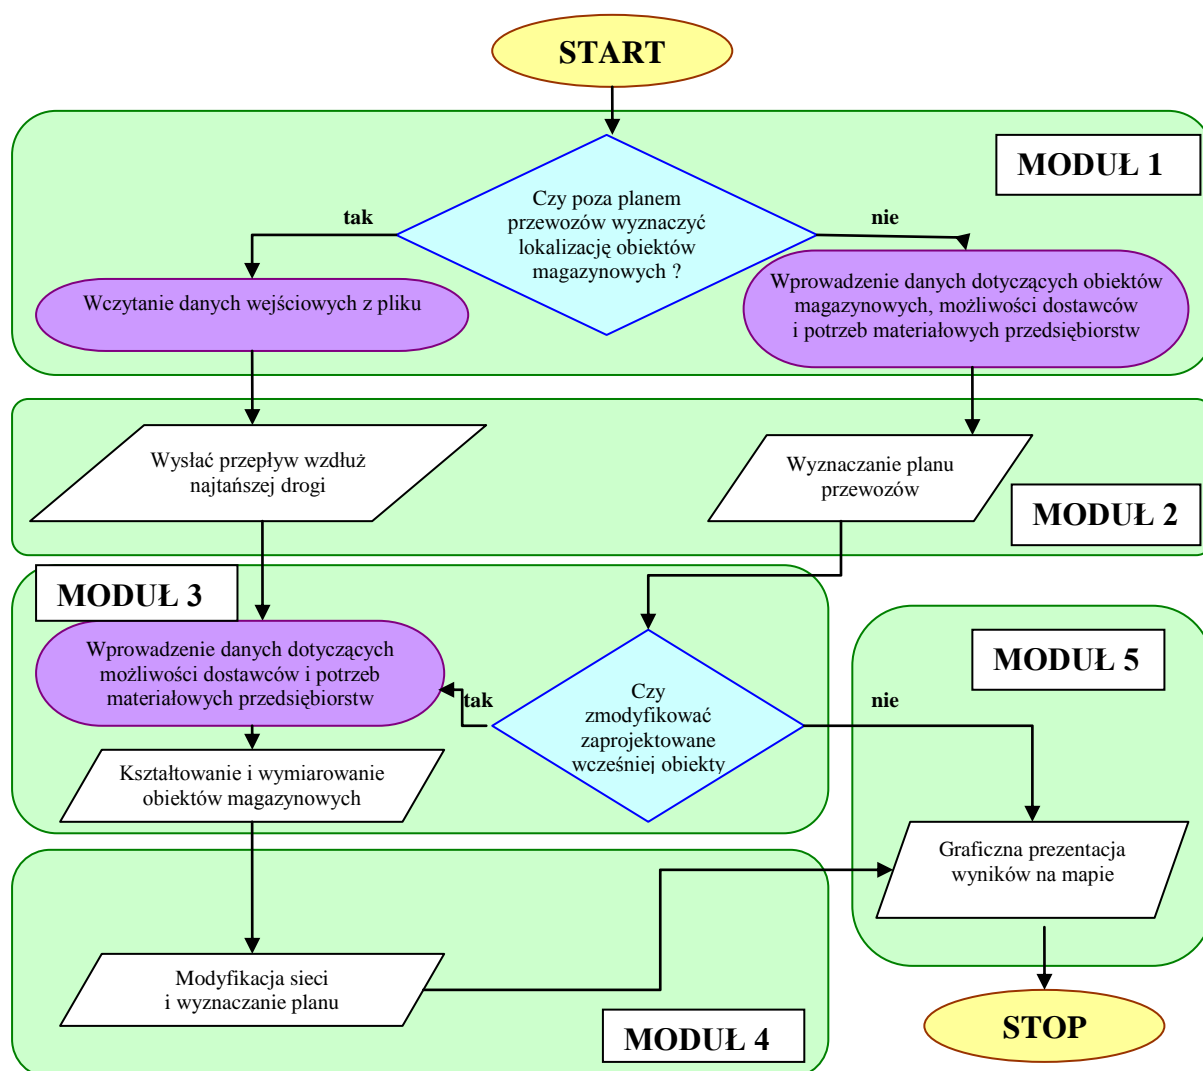 START
MODUŁ 1
Czy poza planem
przewozów wyznaczyć
lokalizację obiektów
magazynowych ?
tak
nie
Wczytanie danych wejściowych z pliku
Wprowadzenie danych dotyczących obiektów
magazynowych, możliwości dostawców
i potrzeb materiałowych przedsiębiorstw
Wysłać przepływ wzdłuż
najtańszej drogi
Wyznaczanie planu
przewozów
MODUŁ 2
MODUŁ 3
Wprowadzenie danych dotyczących
możliwości dostawców i potrzeb
materiałowych przedsiębiorstw
tak
Czy
zmodyfikować
zaprojektowane
wcześniej obiekty
nie
MODUŁ 5
Kształtowanie i wymiarowanie
obiektów magazynowych
Graficzna prezentacja
wyników na mapie
Modyfikacja sieci
i wyznaczanie planu
MODUŁ 4
STOP